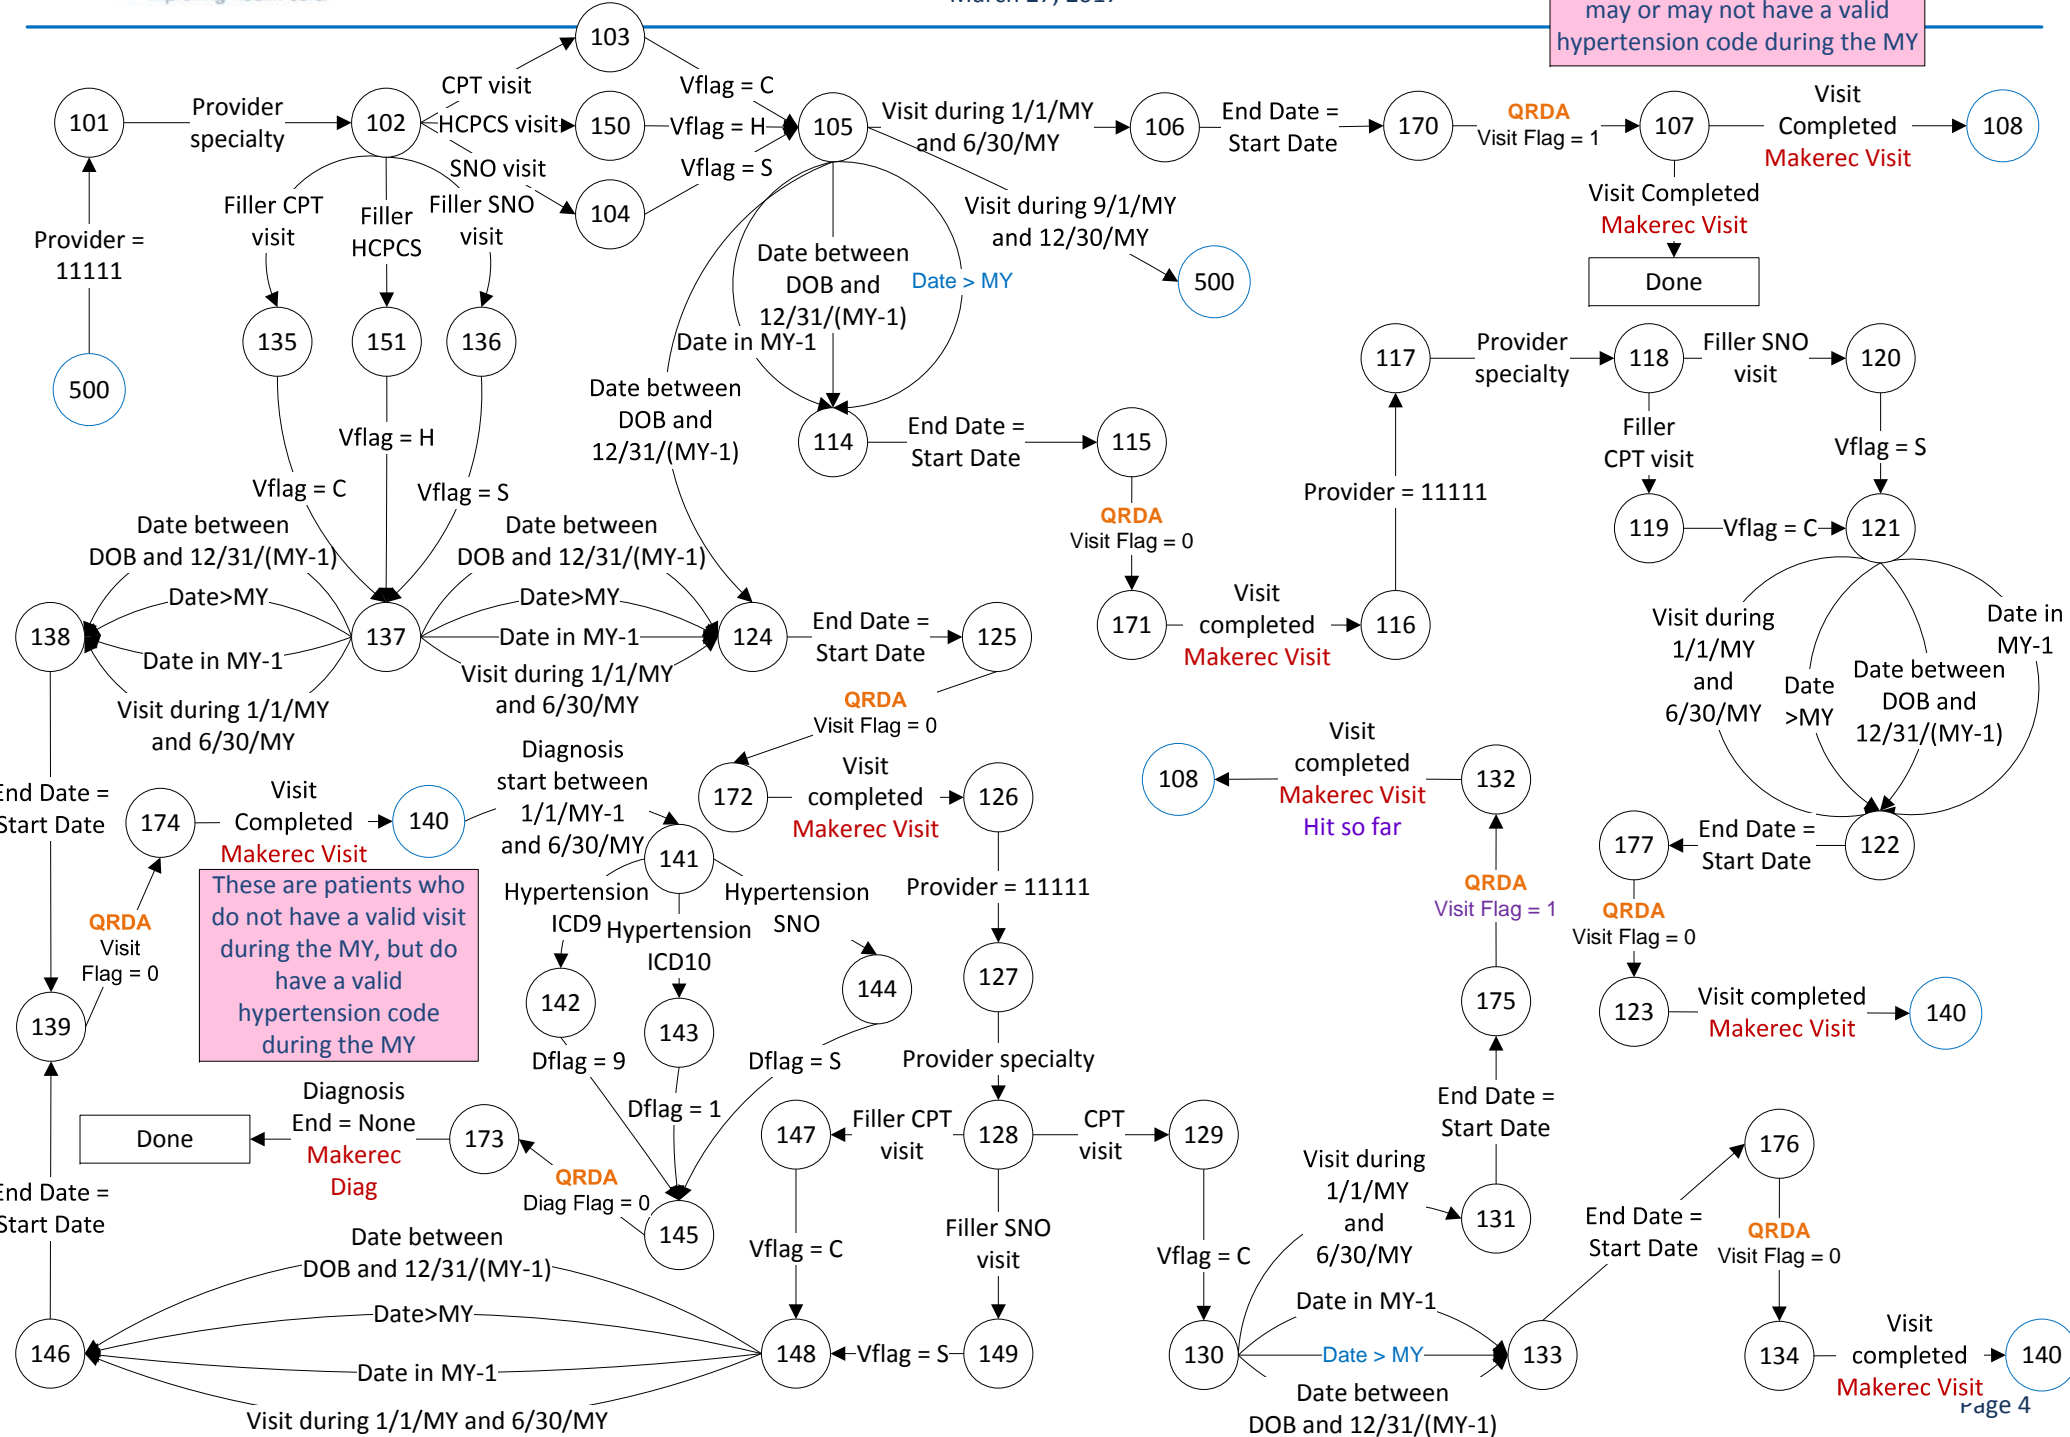 March 27, 2017
may or may not have a valid
hypertension code during the MY
103
CPT visit
Vflag = C
101
Provider
specialty
102
HCPCS visit
150
Vflag = H
105
Visit during 1/1/MY
and 6/30/MY
106
End Date =
Start Date
170
QRDA
Visit Flag = 1
107
Visit
Completed
Makerec Visit
108
SNO visit
Vflag = S
104
Visit Completed
Makerec Visit
Done
Filler CPT
visit
Filler
HCPCS
Filler SNO
visit
Provider =
11111
500
135
151
136
Visit during 9/1/MY
and 12/30/MY
500
Date between
DOB and
12/31/(MY-1)
Date > MY
Date in MY-1
Date between
DOB and
12/31/(MY-1)
114
End Date =
Start Date
115
117
Provider
specialty
118
Filler SNO
visit
120
Filler
CPT visit
Vflag = S
Provider = 11111
119
Vflag = C
121
Vflag = C
Vflag = H
Vflag = S
QRDA
Visit Flag = 0
171
Visit
completed
Makerec Visit
116
Date between
DOB and 12/31/(MY-1)
Date>MY
Date in MY-1
Visit during 1/1/MY
and 6/30/MY
138
137
Date between
DOB and 12/31/(MY-1)
Date>MY
Date in MY-1
Visit during 1/1/MY
and 6/30/MY
124
End Date =
Start Date
125
QRDA
Visit Flag = 0
Visit during
1/1/MY
and
6/30/MY
Date
>MY
Date between
DOB and
12/31/(MY-1)
Date in
MY-1
122
End Date =
Start Date
177
QRDA
Visit Flag = 0
123
Visit completed
Makerec Visit
140
End Date =
Start Date
174
Visit
Completed
Makerec Visit
140
Diagnosis
start between
1/1/MY-1
and 6/30/MY
141
172
Visit
completed
Makerec Visit
126
108
Visit
completed
Makerec Visit
Hit so far
132
QRDA
Visit Flag = 1
175
QRDA
Visit
Flag = 0
These are patients who
do not have a valid visit
during the MY, but do
have a valid
hypertension code
during the MY
139
Hypertension
ICD9
Hypertension
ICD10
Hypertension
SNO
142
143
144
Dflag = 9
Dflag = 1
Dflag = S
Provider = 11111
127
Provider specialty
Done
Diagnosis
End = None
Makerec
Diag
173
QRDA
Diag Flag = 0
145
147
Filler CPT
visit
128
CPT
visit
129
Vflag = C
Filler SNO
visit
Vflag = C
End Date =
Start Date
131
Visit during
1/1/MY
and
6/30/MY
End Date =
Start Date
176
QRDA
Visit Flag = 0
End Date =
Start Date
146
Date between
DOB and 12/31/(MY-1)
Date>MY
Date in MY-1
Visit during 1/1/MY and 6/30/MY
148
Vflag = S
149
130
Date in MY-1
Date > MY
Date between
DOB and 12/31/(MY-1)
133
134
Visit
completed
Makerec Visit
140
Page 4